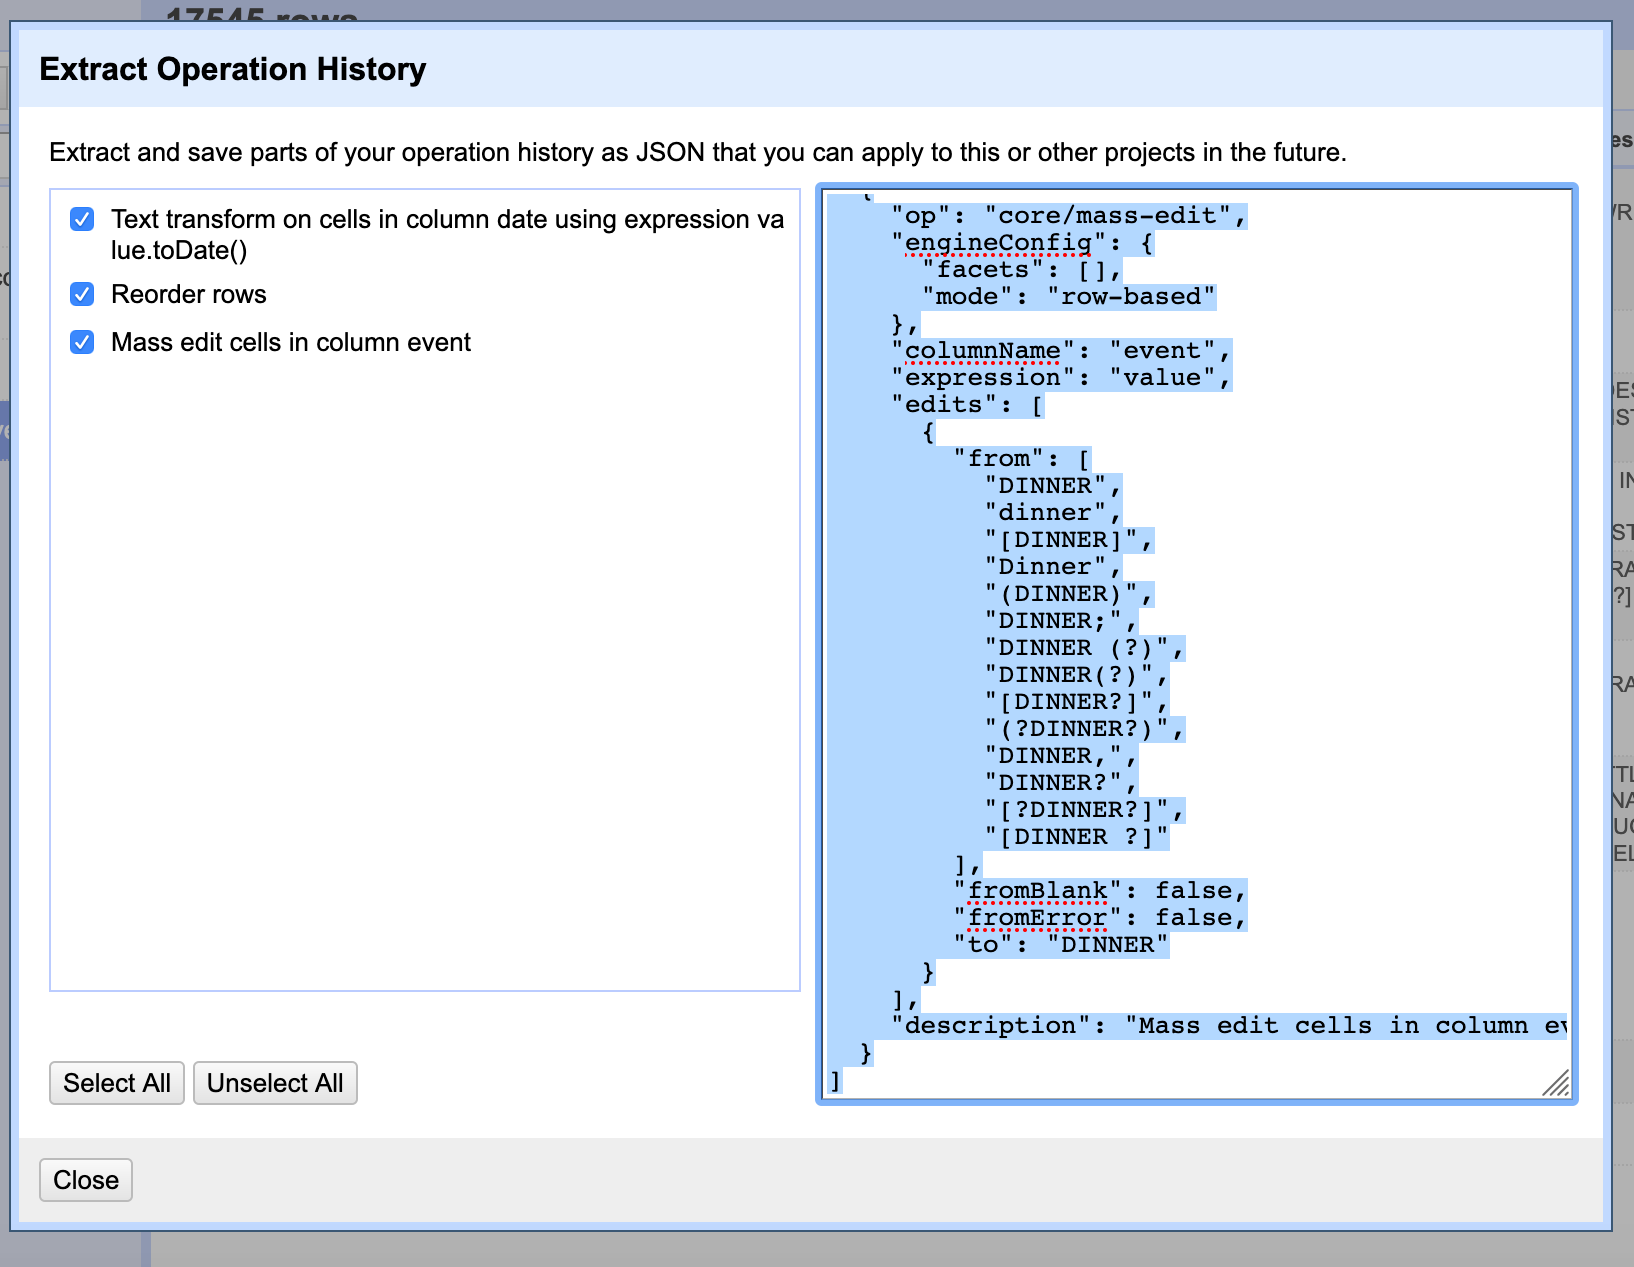 17545 rows
Extract Operation History
Extract and save parts of your operation history as JSON that you can apply to this or other projects in the future.
Text transform on cells in column date using expression va
lue.toDate()
Reorder rows
Mass edit cells in column event
{
"op": "core/mass-edit",
"engineConfig": {
"facets": [],
"mode": "row-based"
},
"columnName": "event",
"expression": "value",
"edits": [
{
"from": [
"DINNER",
"dinner",
"[DINNER]",
"Dinner",
"(DINNER)",
"DINNER;",
"DINNER (?)",
"DINNER(?)",
"[DINNER?]",
"(?DINNER?)",
"DINNER,",
"DINNER?",
"[?DINNER?]",
"[DINNER ?]"
],
"fromBlank": false,
"fromError": false,
"to": "DINNER"
}
],
"description": "Mass edit cells in column ev
}
]
Select All
Unselect All
Close